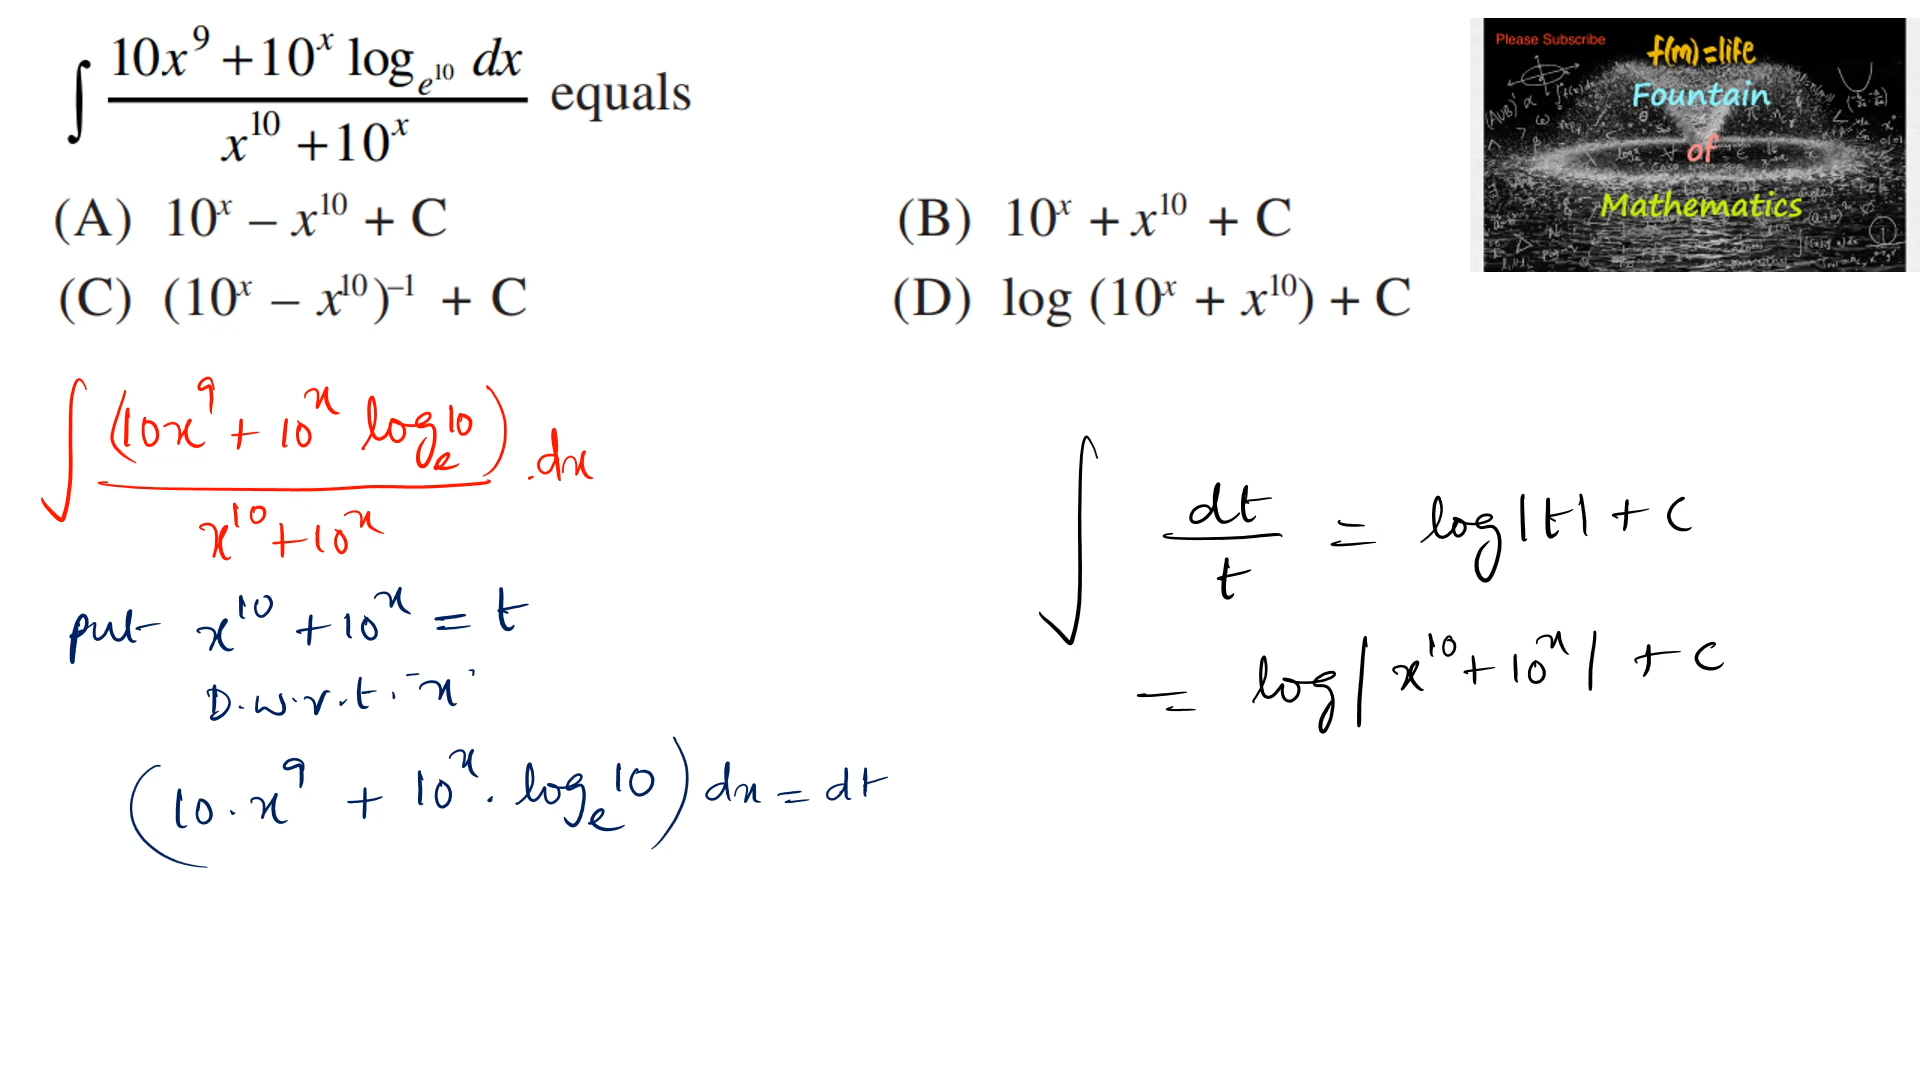 ∫ (10x⁹ + 10ˣ log_{e^{10}} dx) / (x¹⁰ + 10ˣ) equals
(A) 10ˣ – x¹⁰ + C
(B) 10ˣ + x¹⁰ + C
(C) (10ˣ – x¹⁰)⁻¹ + C
(D) log (10ˣ + x¹⁰) + C
Please Subscribe
f(m)=life
Fountain
of
Mathematics
∫ (10x⁹ + 10ˣ logₑ10) / (x¹⁰ + 10ˣ) .dx
put x¹⁰ + 10ˣ = t
D.w.r.t. 'x'
(10.x⁹ + 10ˣ. logₑ10) dx = dt
∫ dt/t = log|t| + C
= log|x¹⁰ + 10ˣ| + C